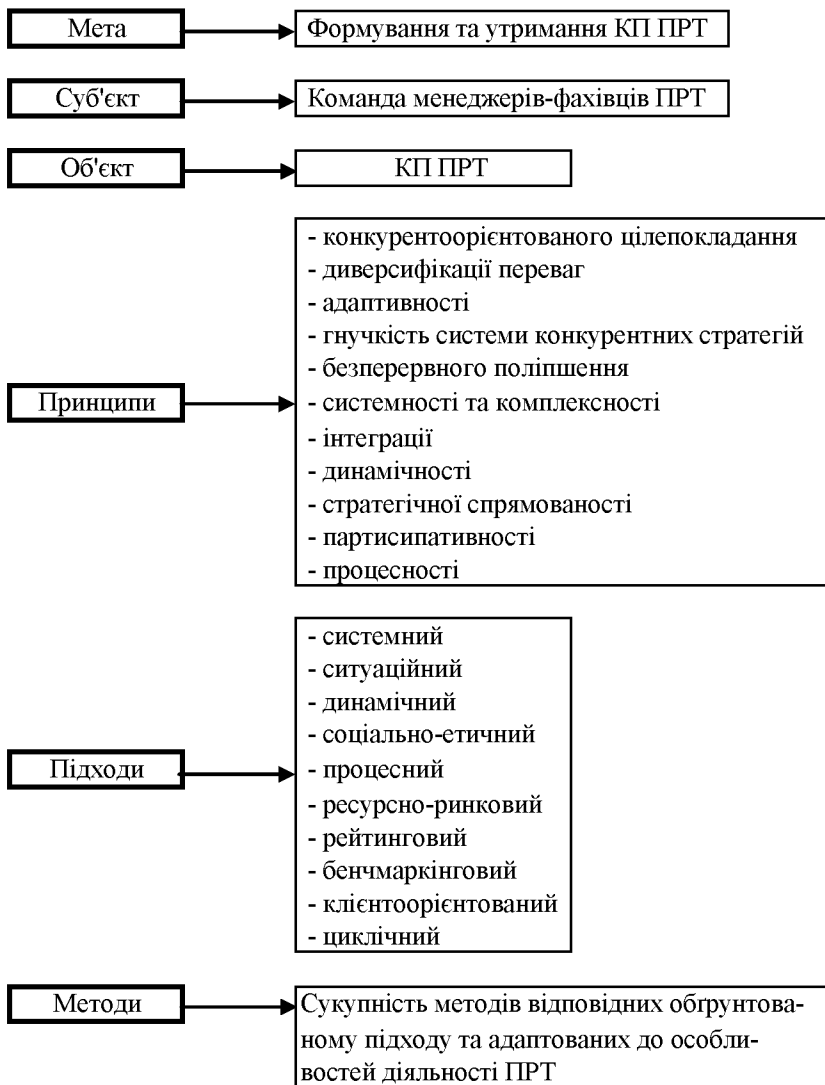 Мета
Формування та утримання КП ПРТ
Суб'єкт
Команда менеджерів-фахівців ПРТ
Об'єкт
КП ПРТ
Принципи
- конкурентоорієнтованого цілепокладання
- диверсифікації переваг
- адаптивності
- гнучкість системи конкурентних стратегій
- безперервного поліпшення
- системності та комплексності
- інтеграції
- динамічності
- стратегічної спрямованості
- партисипативності
- процесності
Підходи
- системний
- ситуаційний
- динамічний
- соціально-етичний
- процесний
- ресурсно-ринковий
- рейтинговий
- бенчмаркінговий
- клієнтоорієнтований
- циклічний
Методи
Сукупність методів відповідних обґрунтова-
ному підходу та адаптованих до особли-
востей діяльності ПРТ